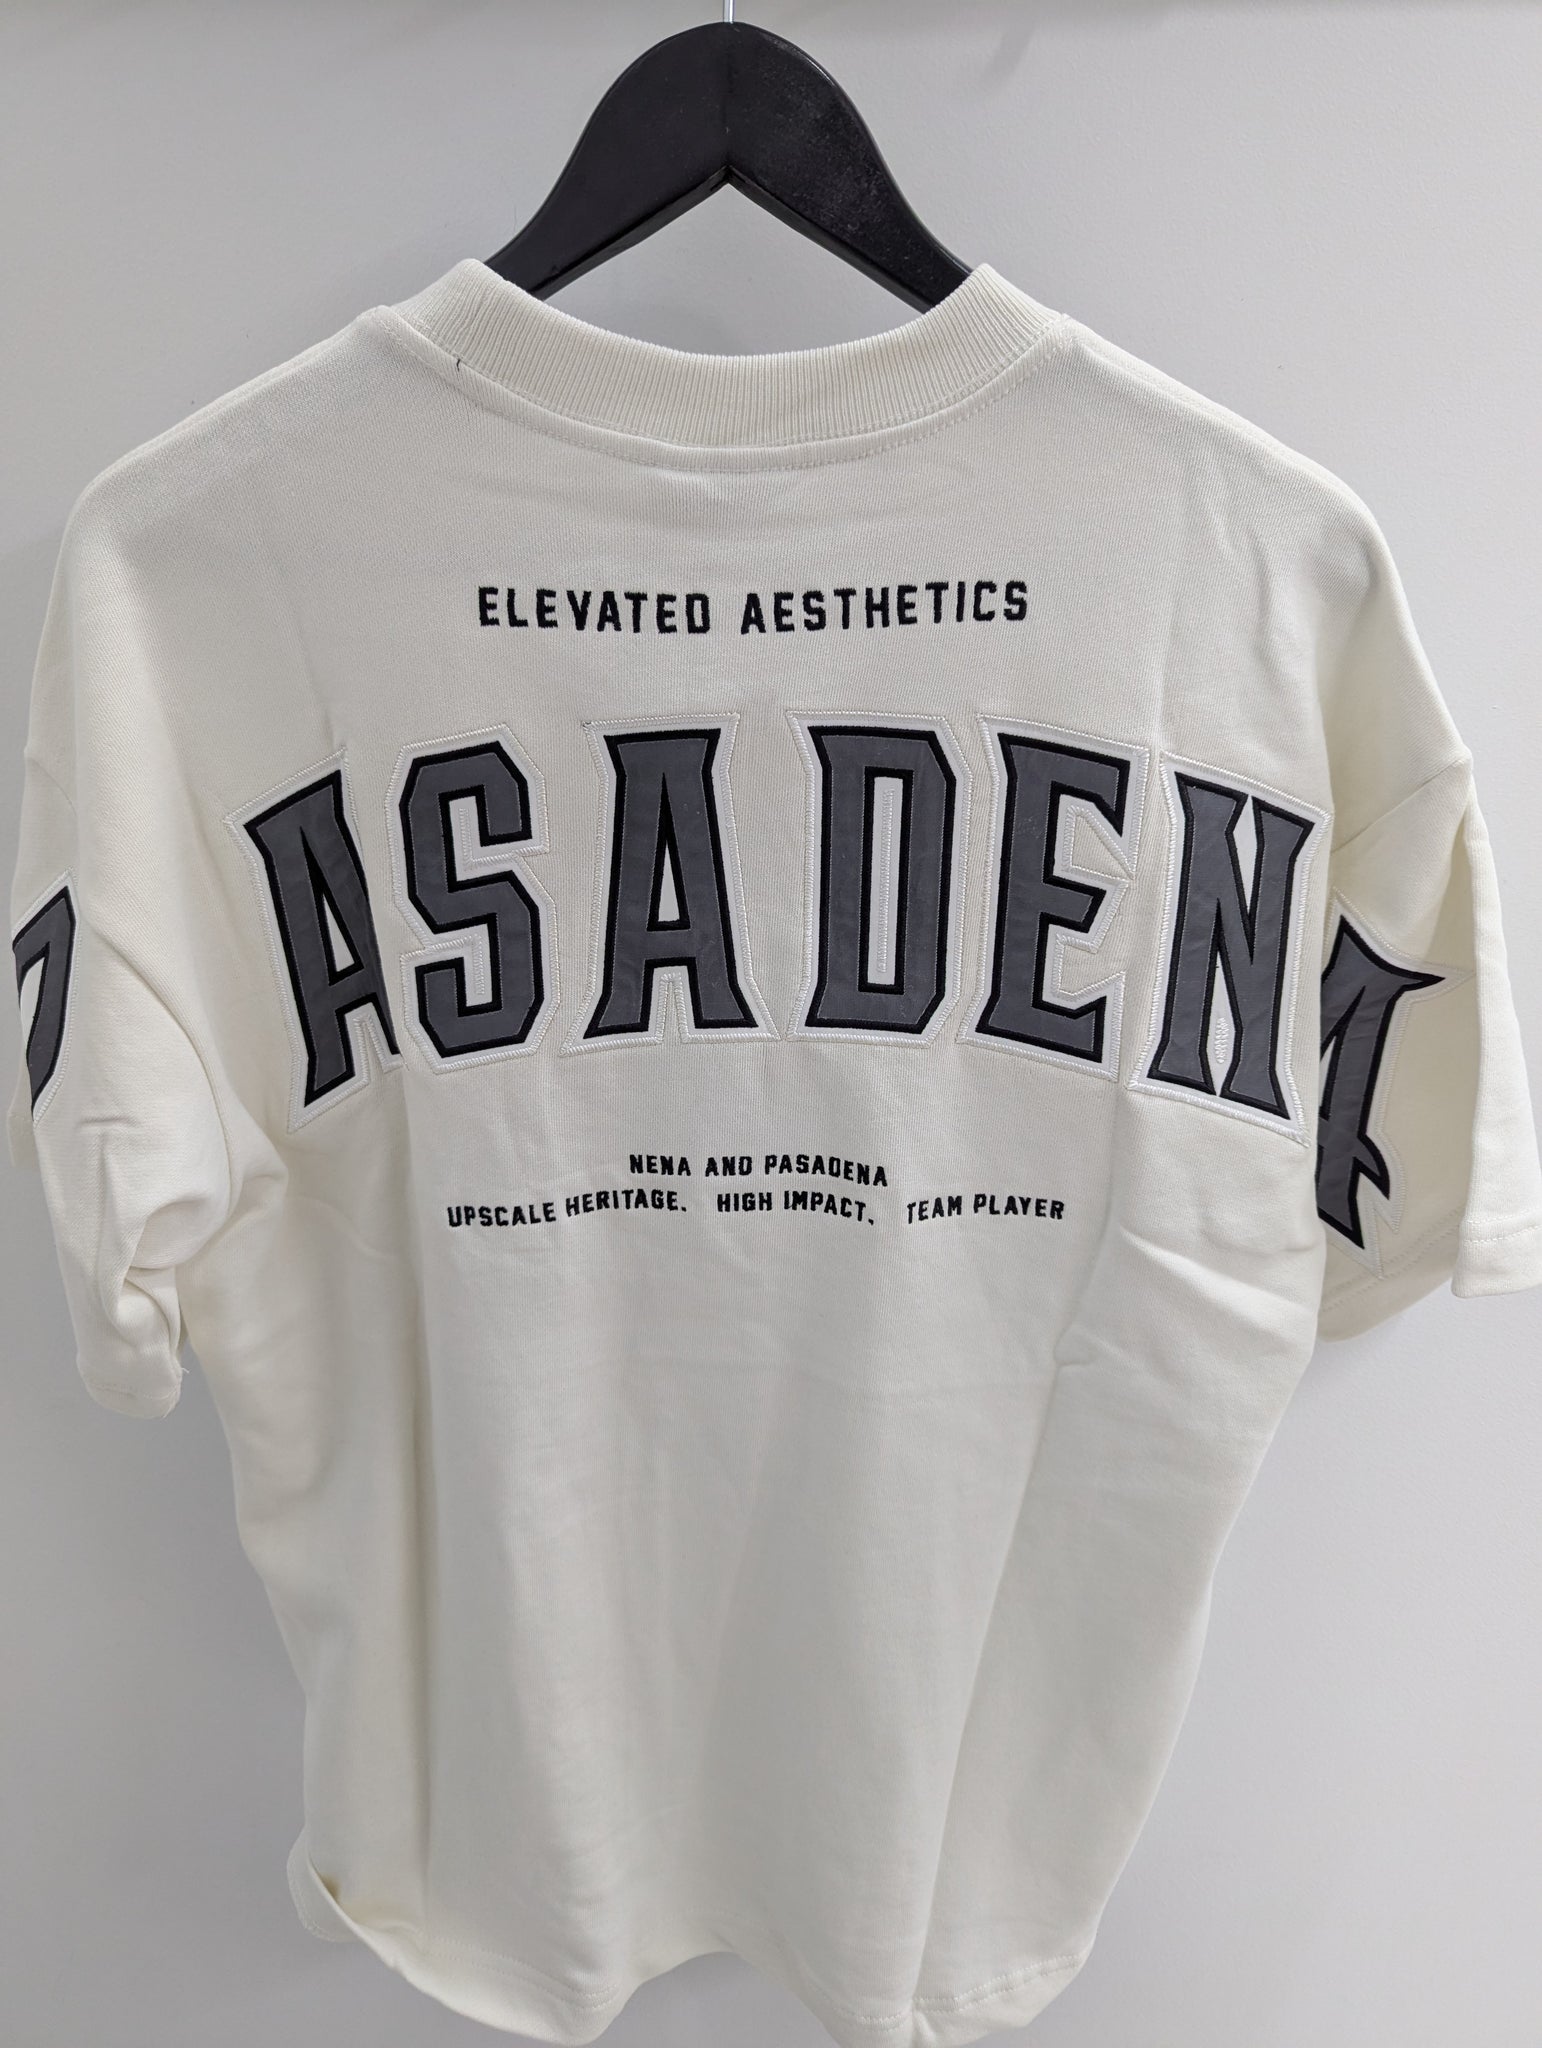 ELEVATED AESTHETICS
ASADEN
NENA AND PASADENA
UPSCALE HERITAGE. HIGH IMPACT. TEAM PLAYER